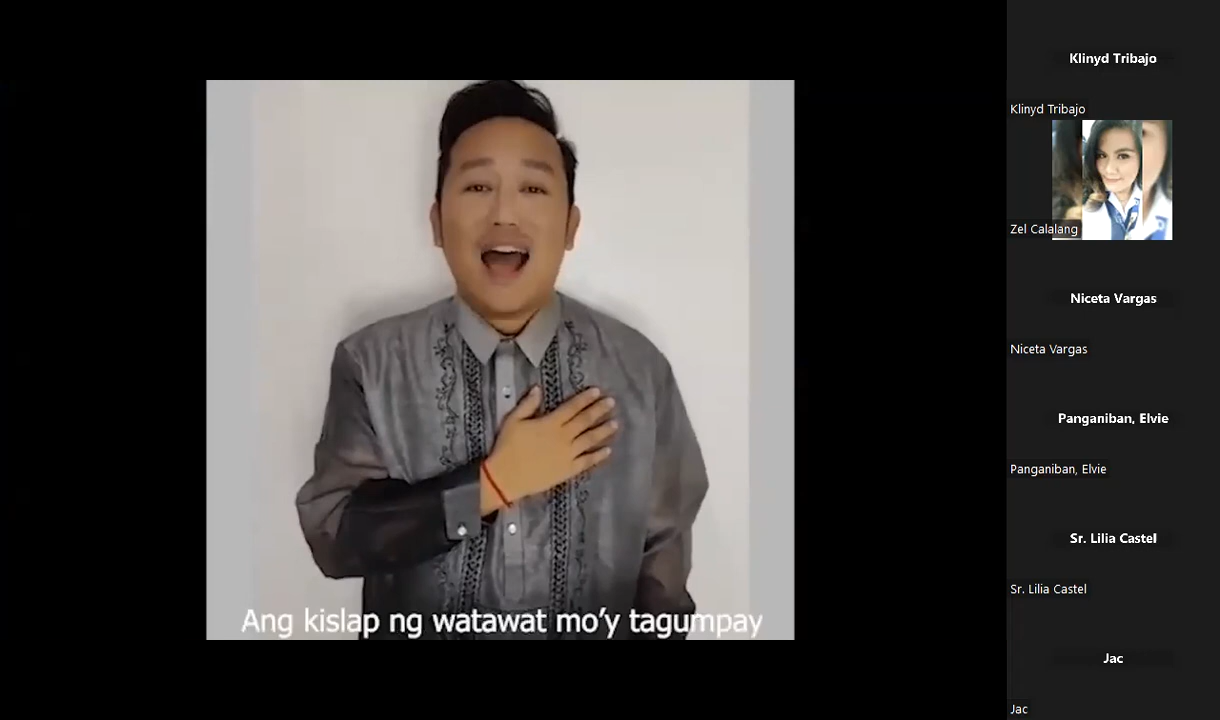 Ang kislap ng watawat mo'y tagumpay
Klinyd Tribajo
Klinyd Tribajo
Zel Calalang
Niceta Vargas
Niceta Vargas
Panganiban, Elvie
Panganiban, Elvie
Sr. Lilia Castel
Sr. Lilia Castel
Jac
Jac